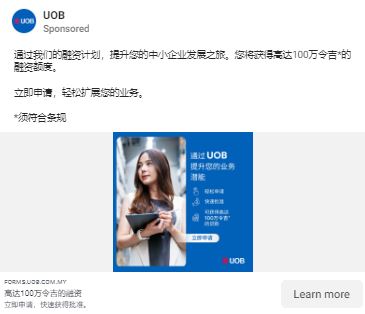 UOB
UOB
Sponsored
通过我们的融资计划，提升您的中小企业发展之旅。您将获得高达100万令吉*的
融资额度。
立即申请，轻松扩展您的业务。
*须符合条规
通过 UOB
提升您的业务
潜能
轻松申请
快速批准
可获得高达
100万令吉*
的贷款
立即申请
UOB
FORMS.UOB.COM.MY
高达100万令吉的融资
立即申请，快速获得批准。
Learn more